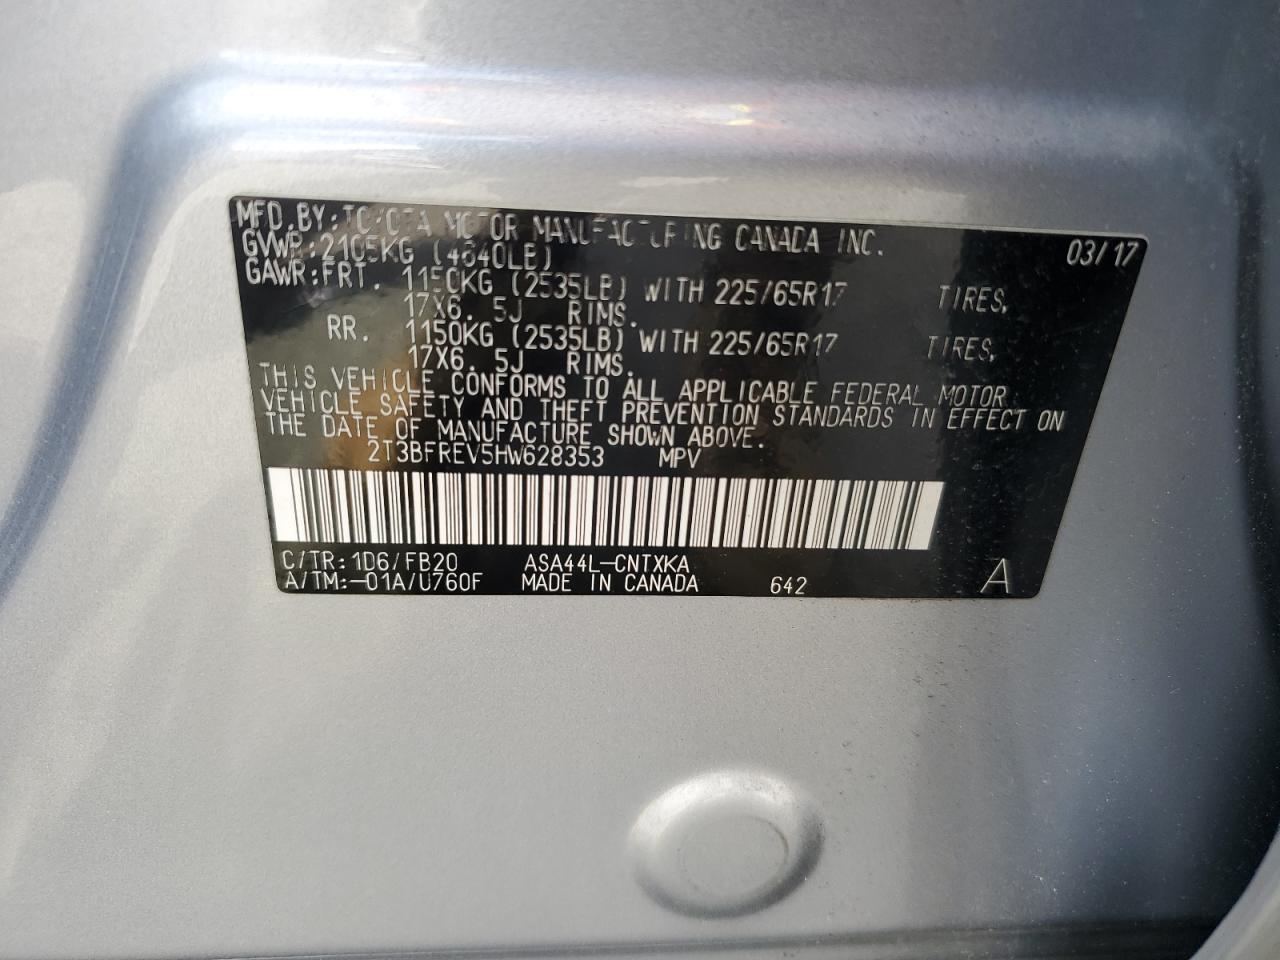 MFD.BY:TOYOTA MOTOR MANUFACTURING CANADA INC. 03/17
GVWR:2105KG (4640LB)
GAWR:FRT. 1150KG (2535LB) WITH 225/65R17 TIRES,
17X6.5J RIMS.
RR. 1150KG (2535LB) WITH 225/65R17 TIRES,
17X6.5J RIMS.
THIS VEHICLE CONFORMS TO ALL APPLICABLE FEDERAL MOTOR
VEHICLE SAFETY AND THEFT PREVENTION STANDARDS IN EFFECT ON
THE DATE OF MANUFACTURE SHOWN ABOVE.
2T3BFREV5HW628353 MPV
C/TR:1D6/FB20 ASA44L-CNTXKA
A/TM:-01A/U760F MADE IN CANADA 642 A